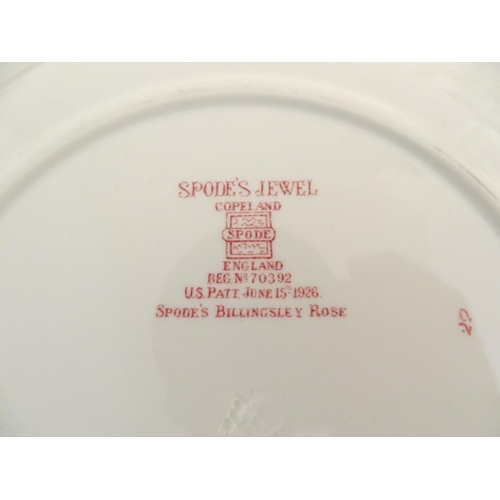 SPODE'S JEWEL
COPELAND
SPODE
ENGLAND
REG. No 70392
U.S. PATT. JUNE 15th 1926.
SPODE'S BILLINGSLEY ROSE